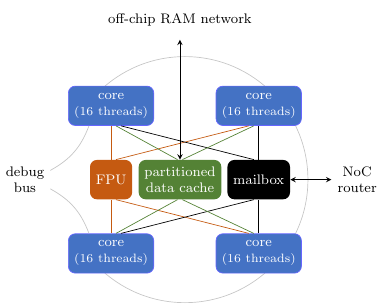 off-chip RAM network
core
(16 threads)
core
(16 threads)
debug
bus
FPU
partitioned
data cache
mailbox
NoC
router
core
(16 threads)
core
(16 threads)